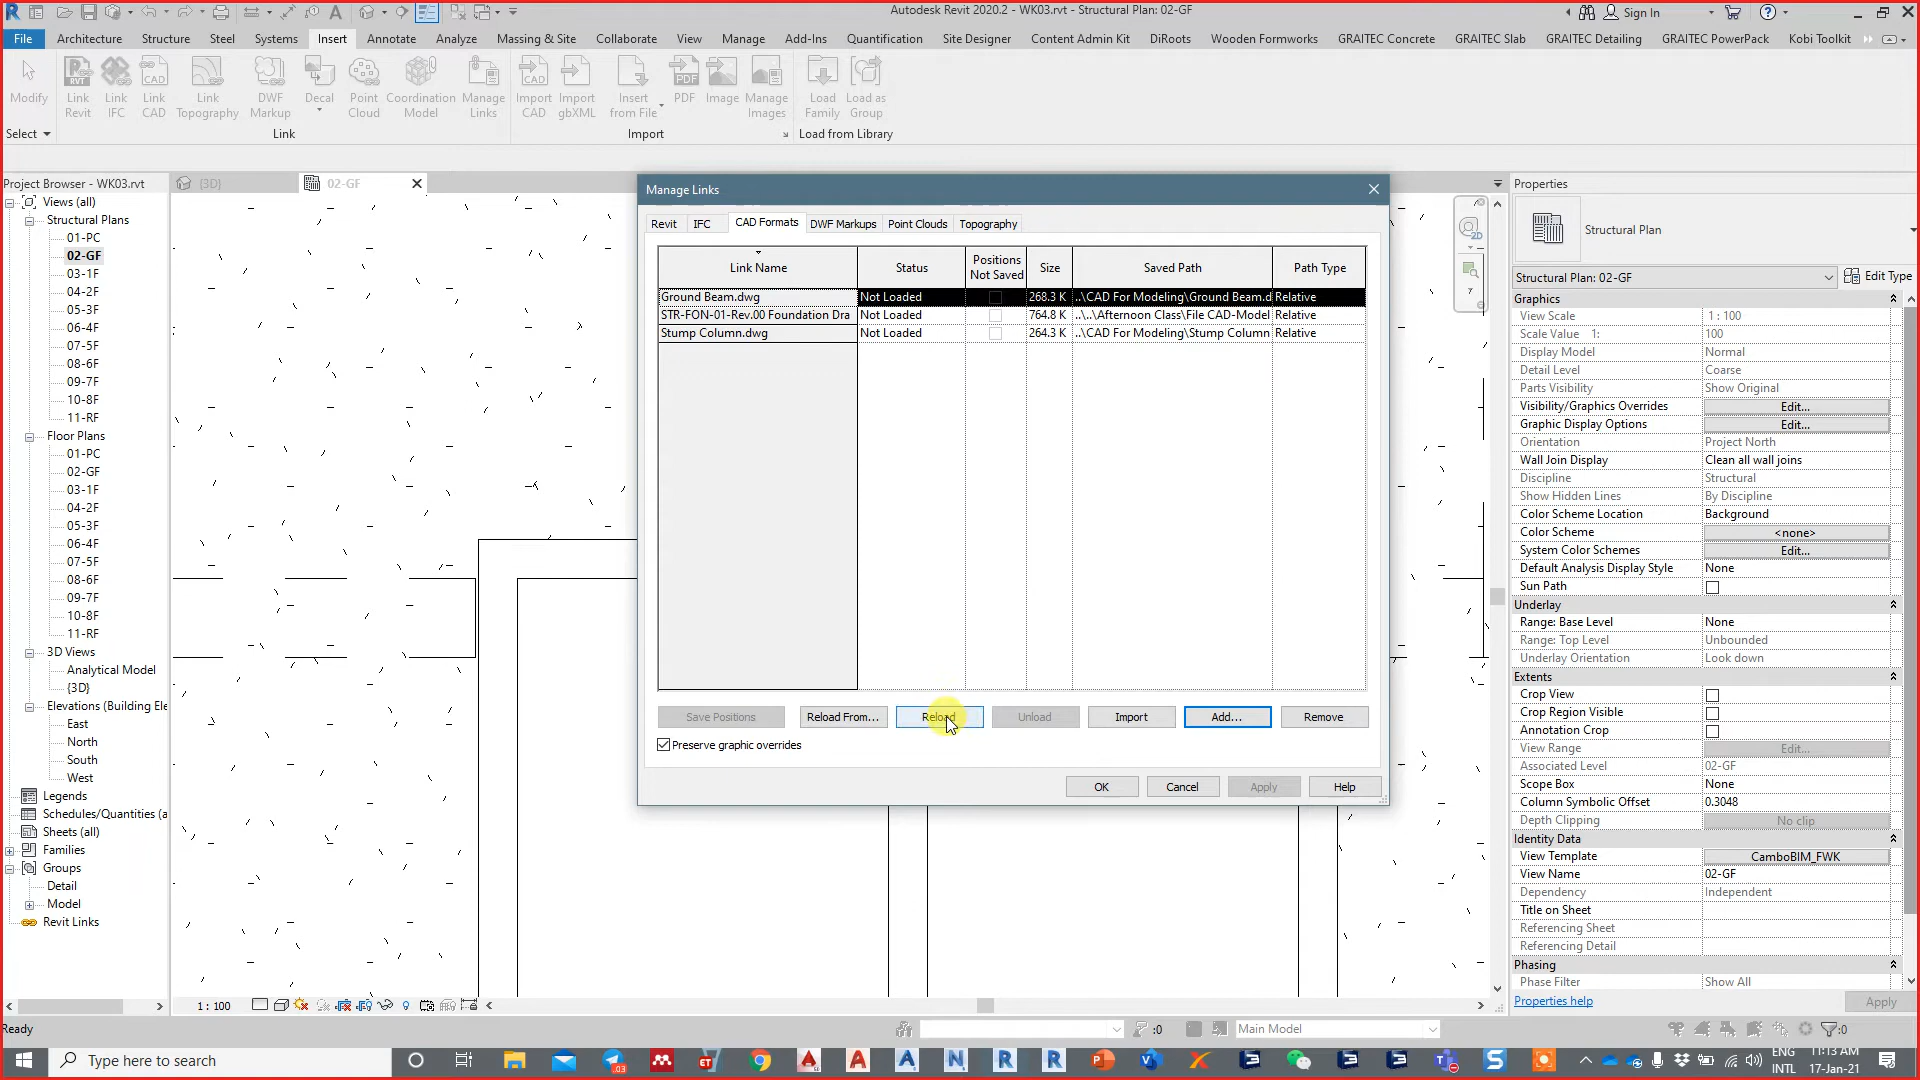 Autodesk Revit 2020.2 - WK03.rvt - Structural Plan: 02-GF
Sign In
File Architecture Structure Steel Systems Insert Annotate Analyze Massing & Site Collaborate View Manage Add-Ins Quantification Site Designer Content Admin Kit DiRoots Wooden Formworks GRAITEC Concrete GRAITEC Slab GRAITEC Detailing GRAITEC PowerPack Kobi Toolkit
Modify
Link Revit
Link IFC
Link CAD
Link Topography
DWF Markup
Decal
Point Cloud
Coordination Model
Manage Links
Import CAD
Import gbXML
Insert from File
PDF
Image
Manage Images
Load Family
Load as Group
Select
Link
Import
Load from Library
Project Browser - WK03.rvt
{3D}
02-GF
Views (all)
Structural Plans
01-PC
02-GF
03-1F
04-2F
05-3F
06-4F
07-5F
08-6F
09-7F
10-8F
11-RF
Floor Plans
01-PC
02-GF
03-1F
04-2F
05-3F
06-4F
07-5F
08-6F
09-7F
10-8F
11-RF
3D Views
Analytical Model
{3D}
Elevations (Building Ele
East
North
South
West
Legends
Schedules/Quantities (a
Sheets (all)
Families
Groups
Detail
Model
Revit Links
Manage Links
Revit IFC CAD Formats DWF Markups Point Clouds Topography
Link Name Status Positions Not Saved Size Saved Path Path Type
Ground Beam.dwg Not Loaded 268.3 K ..\CAD For Modeling\Ground Beam.d Relative
STR-FON-01-Rev.00 Foundation Dra Not Loaded 764.8 K ..\..\Afternoon Class\File CAD-Model Relative
Stump Column.dwg Not Loaded 264.3 K ..\CAD For Modeling\Stump Column Relative
Save Positions Reload From... Reload Unload Import Add... Remove
Preserve graphic overrides
OK Cancel Apply Help
Properties
Structural Plan
Structural Plan: 02-GF Edit Type
Graphics
View Scale 1 : 100
Scale Value 1: 100
Display Model Normal
Detail Level Coarse
Parts Visibility Show Original
Visibility/Graphics Overrides Edit...
Graphic Display Options Edit...
Orientation Project North
Wall Join Display Clean all wall joins
Discipline Structural
Show Hidden Lines By Discipline
Color Scheme Location Background
Color Scheme <none>
System Color Schemes Edit...
Default Analysis Display Style None
Sun Path
Underlay
Range: Base Level None
Range: Top Level Unbounded
Underlay Orientation Look down
Extents
Crop View
Crop Region Visible
Annotation Crop
View Range Edit...
Associated Level 02-GF
Scope Box None
Column Symbolic Offset 0.3048
Depth Clipping No clip
Identity Data
View Template CamboBIM_FWK
View Name 02-GF
Dependency Independent
Title on Sheet
Referencing Sheet
Referencing Detail
Phasing
Phase Filter Show All
Properties help Apply
1 : 100
Ready
:0
Main Model
:0
Type here to search
ENG
INTL
11:13 AM
17-Jan-21